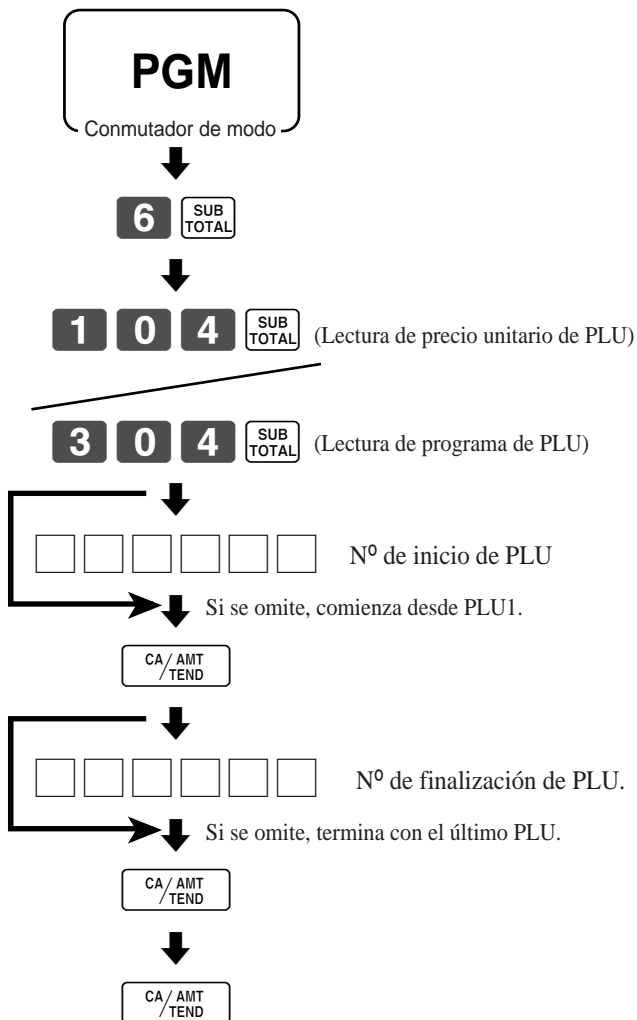 PGM
Conmutador de modo
6 SUB TOTAL
1 0 4 SUB TOTAL (Lectura de precio unitario de PLU)
3 0 4 SUB TOTAL (Lectura de programa de PLU)
Nº de inicio de PLU
Si se omite, comienza desde PLU1.
CA/AMT TEND
Nº de finalización de PLU.
Si se omite, termina con el último PLU.
CA/AMT TEND
CA/AMT TEND